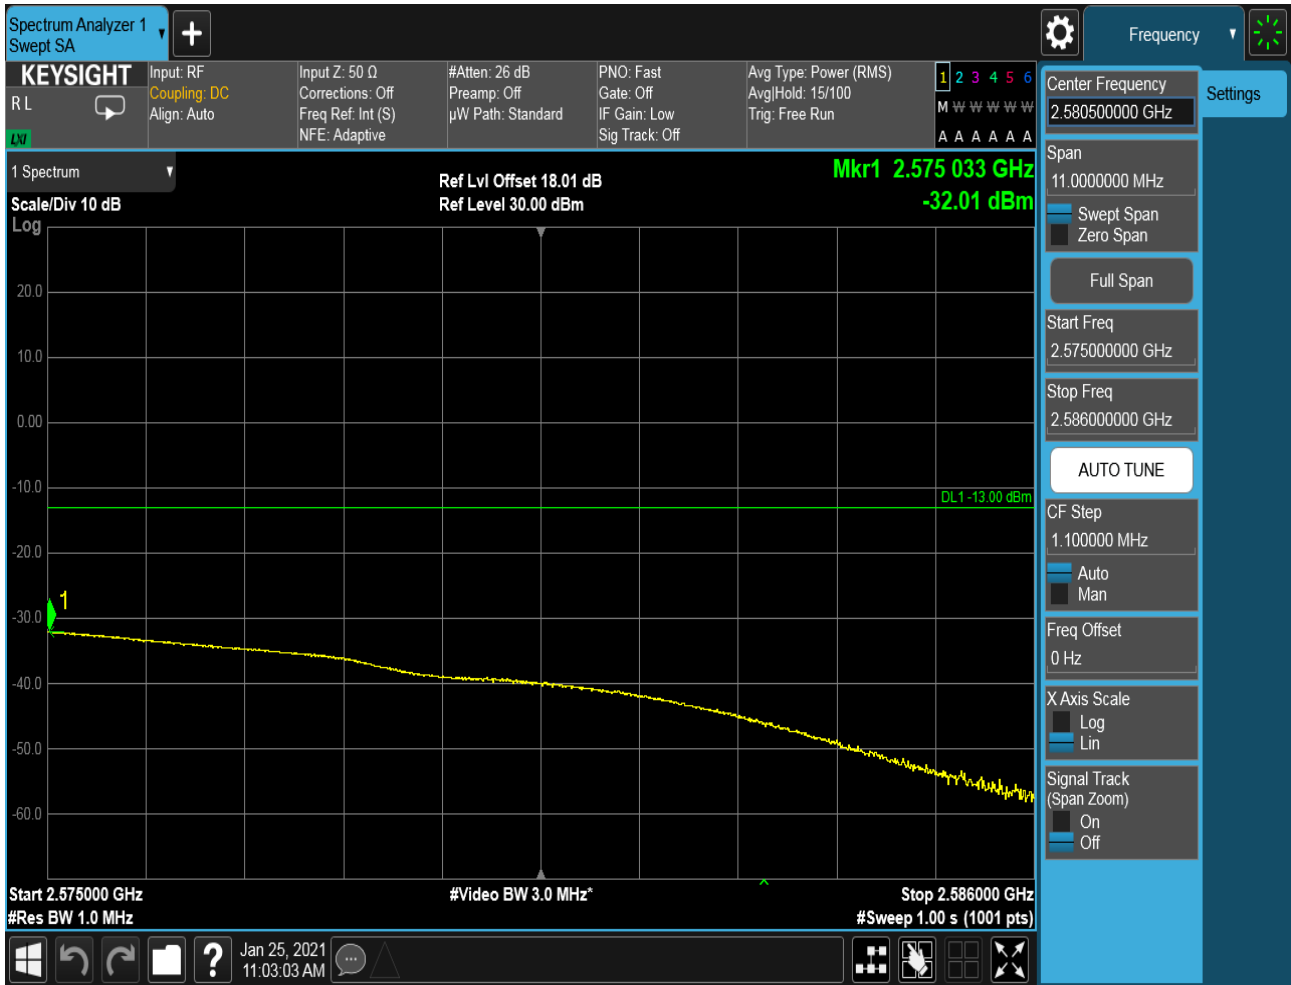 Spectrum Analyzer 1
Swept SA
Frequency
KEYSIGHT
R L
LXI
Input: RF
Coupling: DC
Align: Auto
Input Z: 50 Ω
Corrections: Off
Freq Ref: Int (S)
NFE: Adaptive
#Atten: 26 dB
Preamp: Off
µW Path: Standard
PNO: Fast
Gate: Off
IF Gain: Low
Sig Track: Off
Avg Type: Power (RMS)
Avg|Hold: 15/100
Trig: Free Run
1 2 3 4 5 6
M W W W W W
A A A A A A
Center Frequency
2.580500000 GHz
Settings
Span
11.0000000 MHz
Swept Span
Zero Span
Full Span
Start Freq
2.575000000 GHz
Stop Freq
2.586000000 GHz
AUTO TUNE
CF Step
1.100000 MHz
Auto
Man
Freq Offset
0 Hz
X Axis Scale
Log
Lin
Signal Track
(Span Zoom)
On
Off
1 Spectrum
Scale/Div 10 dB
Log
Ref Lvl Offset 18.01 dB
Ref Level 30.00 dBm
Mkr1 2.575 033 GHz
-32.01 dBm
20.0
10.0
0.00
-10.0
DL1 -13.00 dBm
-20.0
1
-30.0
-40.0
-50.0
-60.0
Start 2.575000 GHz
#Video BW 3.0 MHz*
Stop 2.586000 GHz
#Res BW 1.0 MHz
#Sweep 1.00 s (1001 pts)
?
Jan 25, 2021
11:03:03 AM